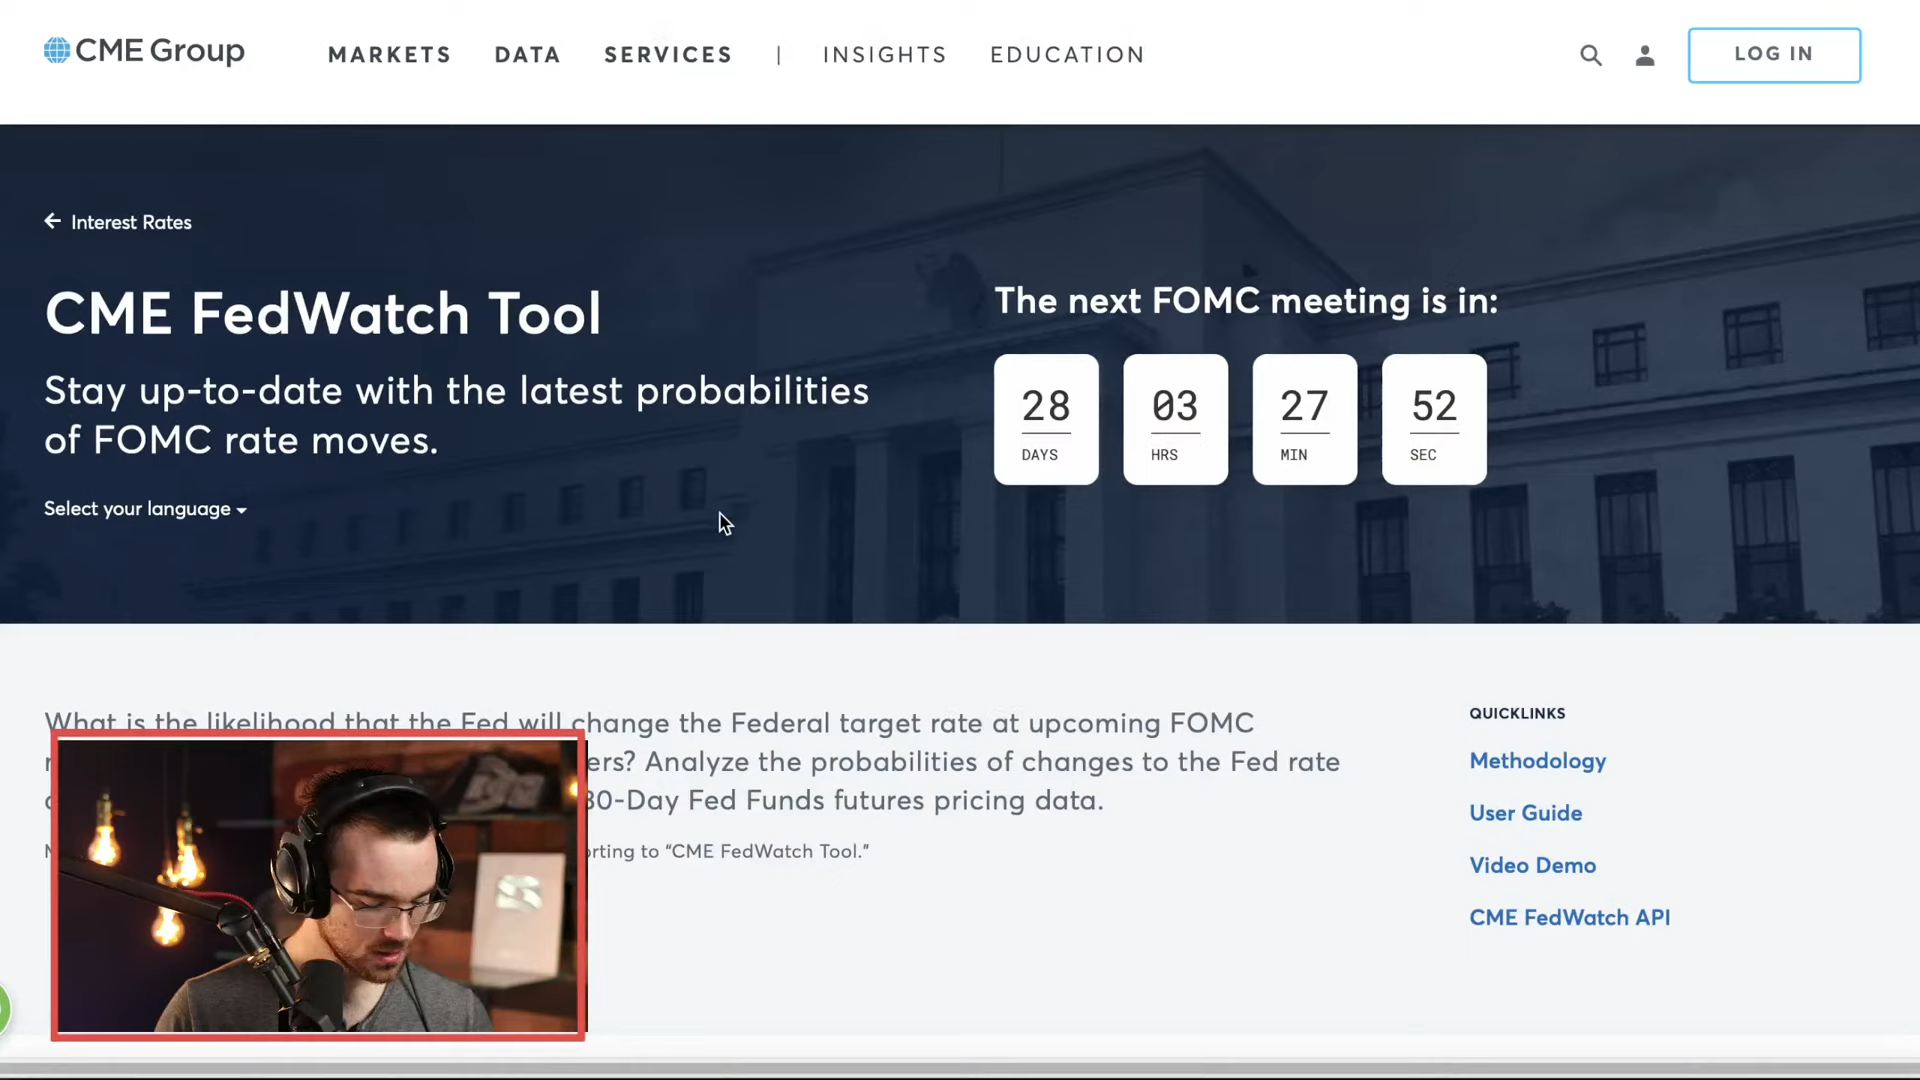 CME Group
MARKETS DATA SERVICES | INSIGHTS EDUCATION
LOG IN
Interest Rates
CME FedWatch Tool
Stay up-to-date with the latest probabilities
of FOMC rate moves.
Select your language
The next FOMC meeting is in:
28 03 27 52
DAYS HRS MIN SEC
What is the likelihood that the Fed will change the Federal target rate at upcoming FOMC
Analyze the probabilities of changes to the Fed rate
30-Day Fed Funds futures pricing data.
to “CME FedWatch Tool.”
QUICKLINKS
Methodology
User Guide
Video Demo
CME FedWatch API